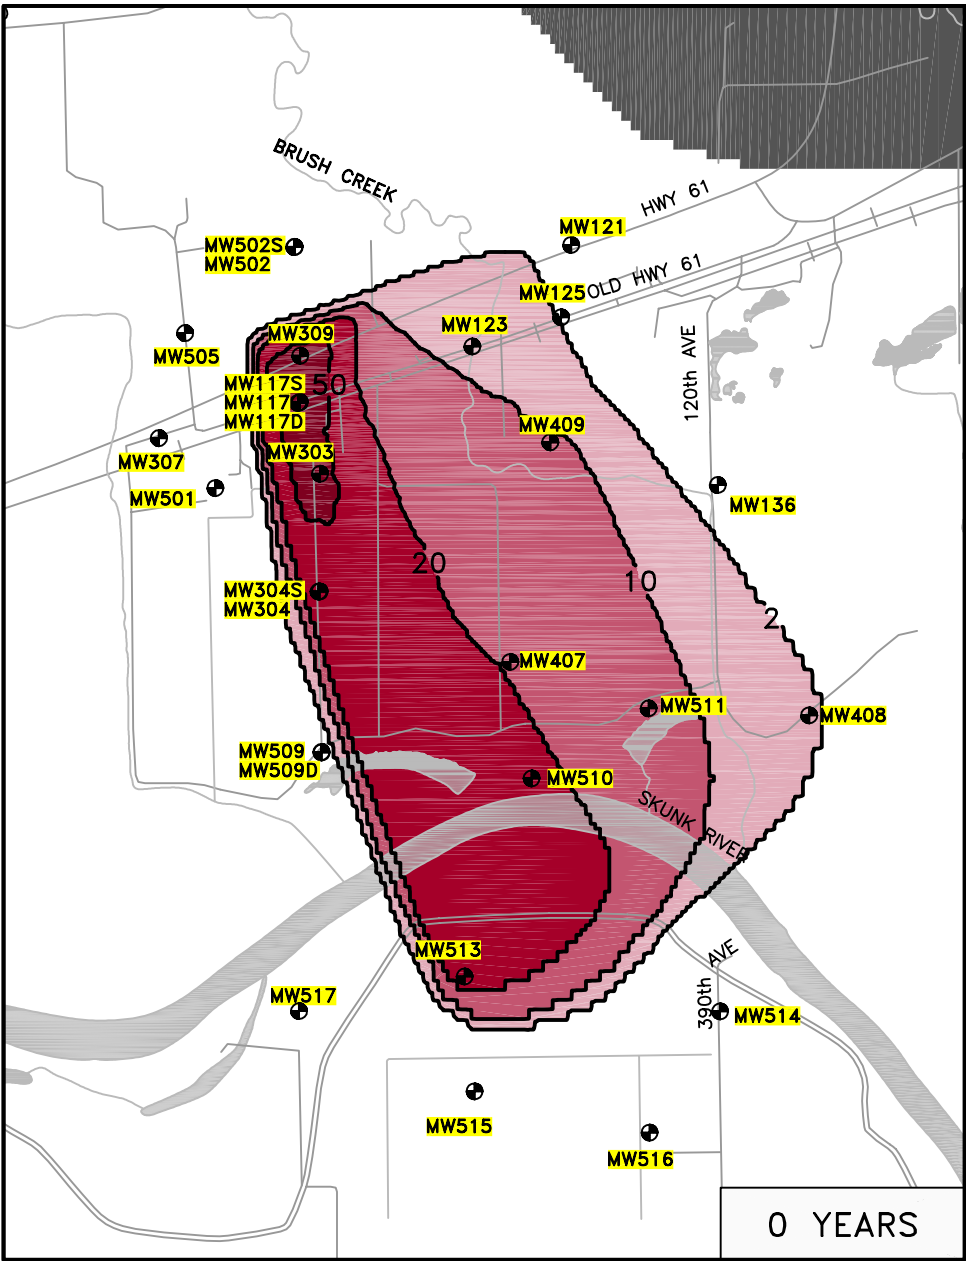 BRUSH CREEK
HWY 61
MW121
MW502S
MW502
OLD HWY 61
MW125
MW123
MW309
MW505
120th AVE
MW117S
50
MW117
MW117D
MW409
MW303
MW307
MW501
MW136
20
10
MW304S
MW304
2
MW407
MW511
MW408
MW509
MW509D
MW510
SKUNK RIVER
MW513
390th AVE
MW517
MW514
MW515
MW516
0 YEARS